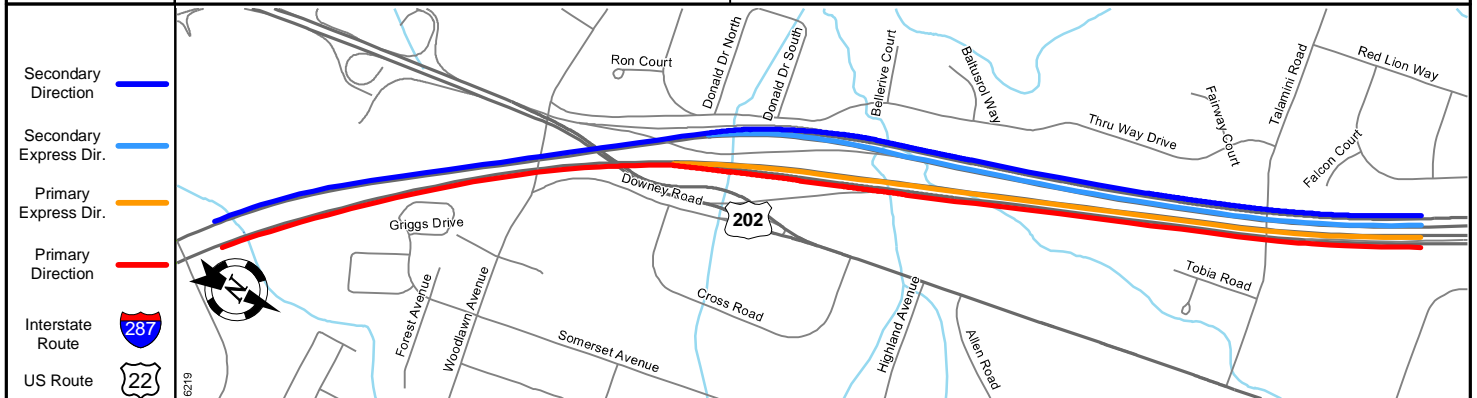 Secondary
Direction
Secondary
Express Dir.
Primary
Express Dir.
Primary
Direction
Interstate
Route
287
US Route
22
6219
N
Ron Court
Donald Dr North
Donald Dr South
Bellerive Court
Baltusrol Way
Thru Way Drive
Fairway Court
Talamini Road
Red Lion Way
Falcon Court
Downey Road
202
Griggs Drive
Forest Avenue
Woodlawn Avenue
Cross Road
Somerset Avenue
Highland Avenue
Allen Road
Tobia Road